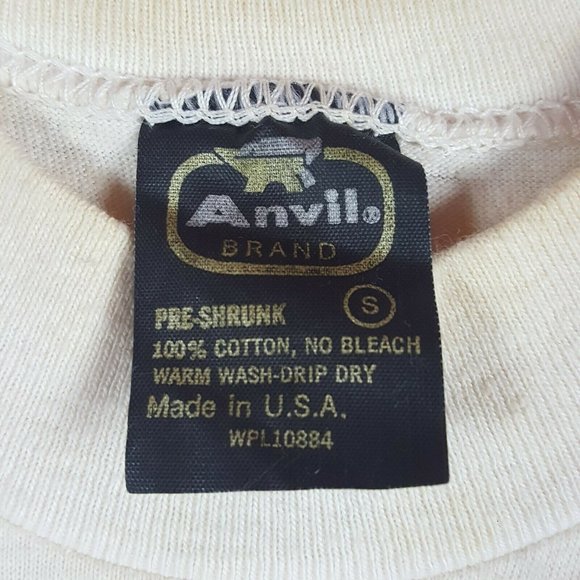 Anvil®
BRAND
PRE-SHRUNK S
100% COTTON, NO BLEACH
WARM WASH-DRIP DRY
Made in U.S.A.
WPL10884